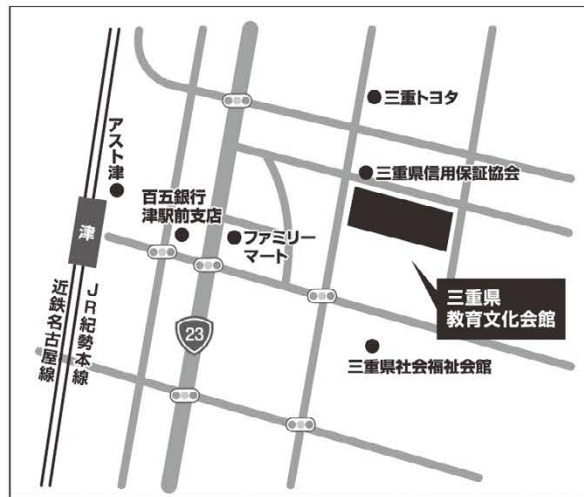 三重トヨタ
アスト津
三重県信用保証協会
百五銀行
津駅前支店
ファミリー
マート
津
三重県
教育文化会館
23
三重県社会福祉会館
JR紀勢本線
近鉄名古屋線